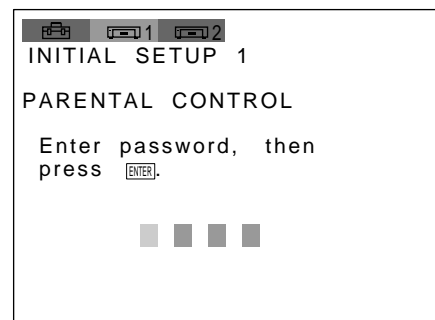 1 2
INITIAL SETUP 1
PARENTAL CONTROL
Enter password, then
press ENTER.